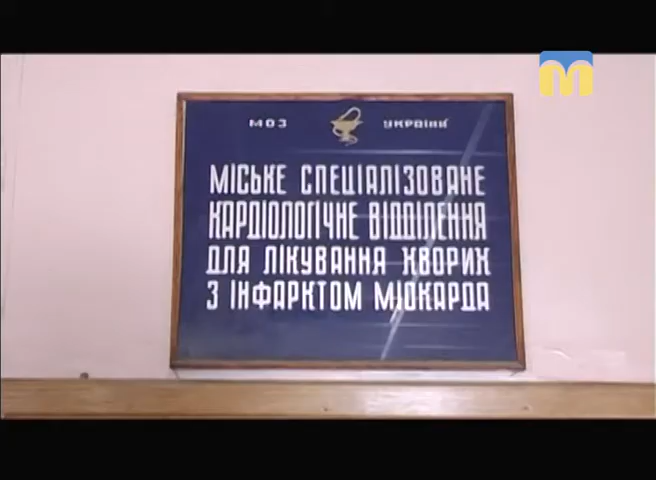 МОЗ УКРАЇНИ
МІСЬКЕ СПЕЦІАЛІЗОВАНЕ
КАРДІОЛОГІЧНЕ ВІДДІЛЕННЯ
ДЛЯ ЛІКУВАННЯ ХВОРИХ
З ІНФАРКТОМ МІОКАРДА